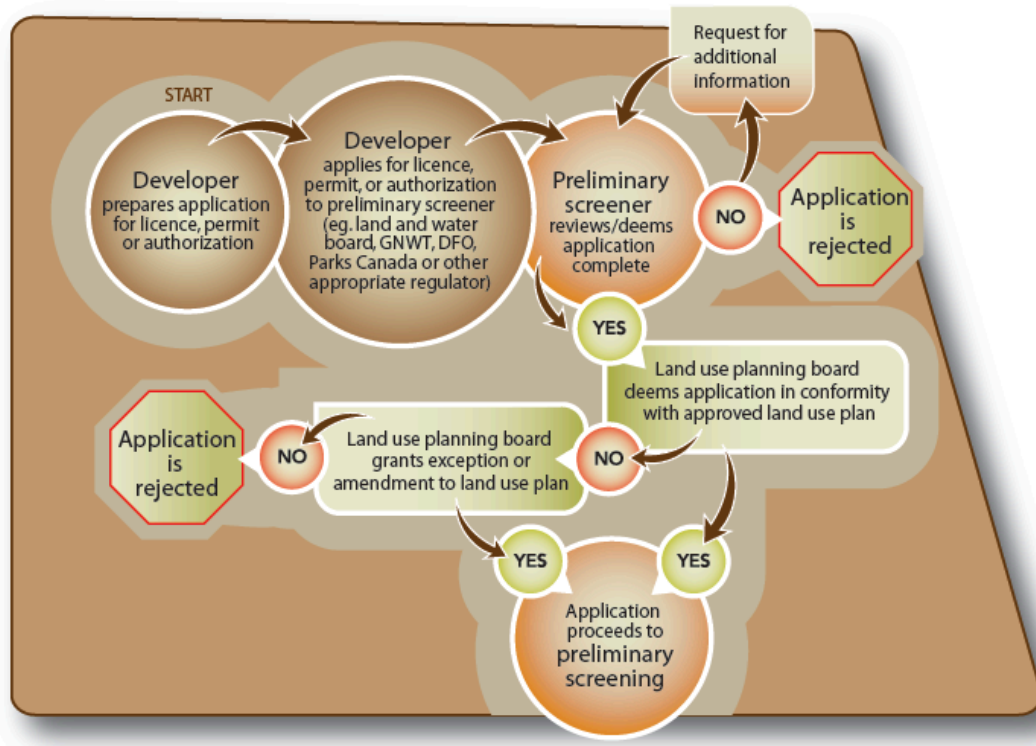 START
Developer
prepares application
for licence, permit
or authorization
Developer
applies for licence,
permit, or authorization
to preliminary screener
(eg. land and water
board, GNWT, DFO,
Parks Canada or other
appropriate regulator)
Preliminary
screener
reviews/deems
application
complete
Request for
additional
information
NO
Application
is
rejected
YES
Land use planning board
deems application in conformity
with approved land use plan
NO
Land use planning board
grants exception or
amendment to land use plan
NO
Application
is
rejected
YES
YES
Application
proceeds to
preliminary
screening